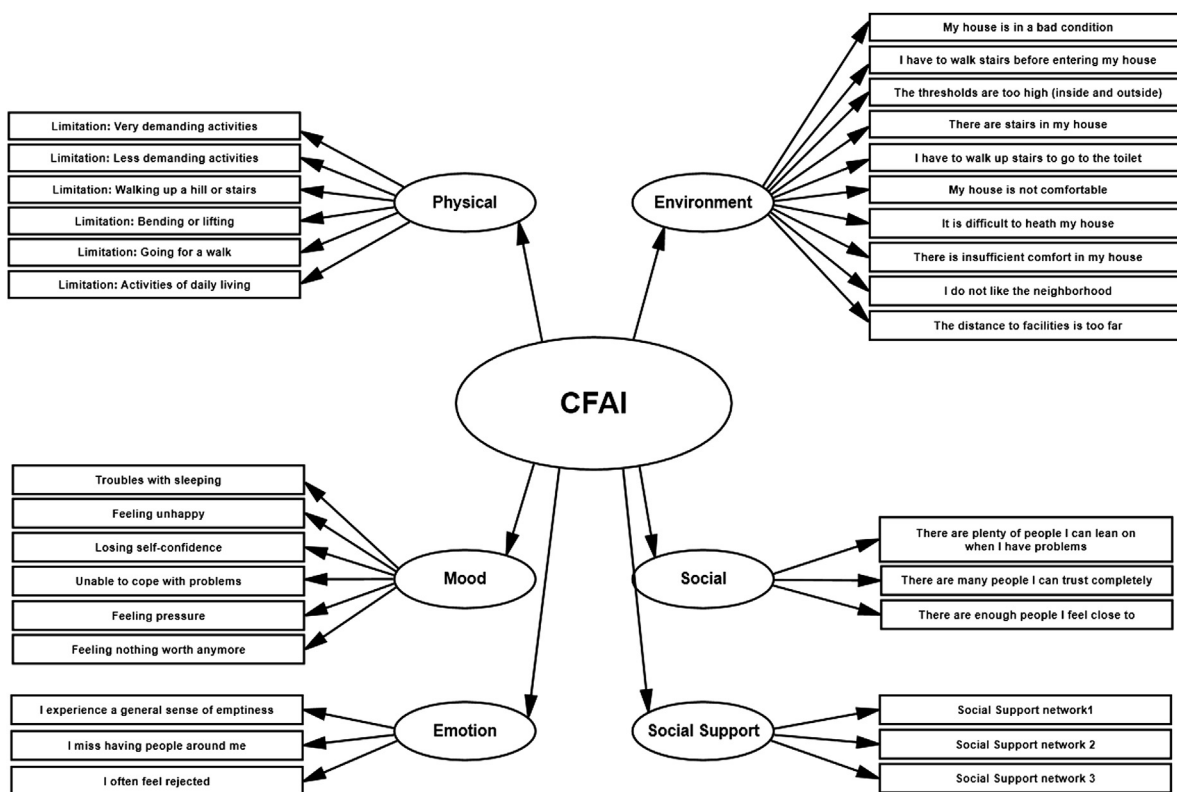 Limitation: Very demanding activities
Limitation: Less demanding activities
Limitation: Walking up a hill or stairs
Limitation: Bending or lifting
Limitation: Going for a walk
Limitation: Activities of daily living
Physical
Environment
My house is in a bad condition
I have to walk stairs before entering my house
The thresholds are too high (inside and outside)
There are stairs in my house
I have to walk up stairs to go to the toilet
My house is not comfortable
It is difficult to heath my house
There is insufficient comfort in my house
I do not like the neighborhood
The distance to facilities is too far
CFAI
Troubles with sleeping
Feeling unhappy
Losing self-confidence
Unable to cope with problems
Feeling pressure
Feeling nothing worth anymore
Mood
Social
There are plenty of people I can lean on
when I have problems
There are many people I can trust completely
There are enough people I feel close to
I experience a general sense of emptiness
I miss having people around me
I often feel rejected
Emotion
Social Support
Social Support network1
Social Support network 2
Social Support network 3